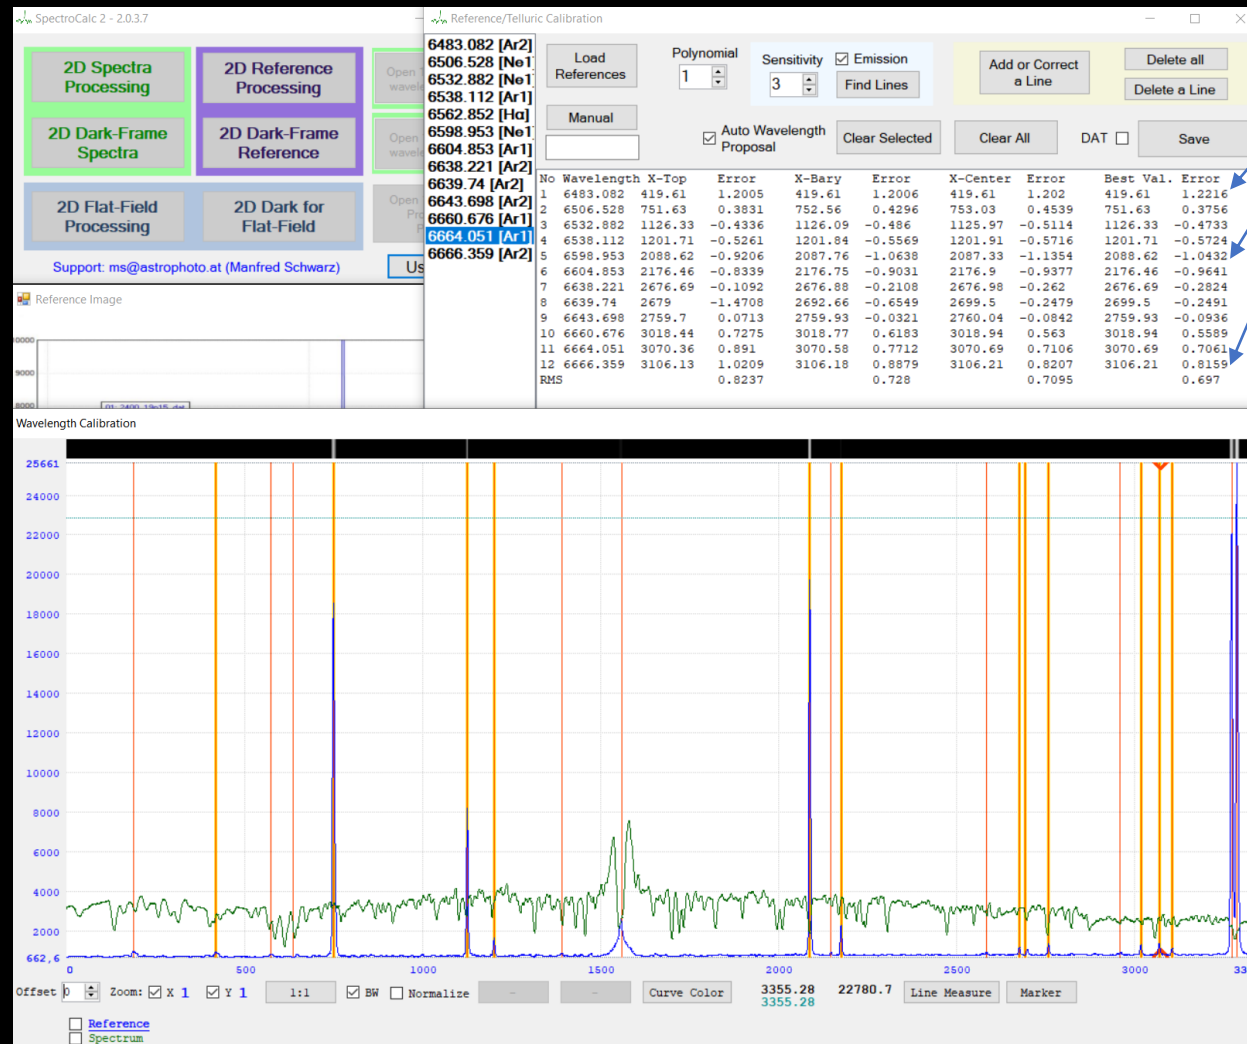 SpectroCalc 2 - 2.0.3.7
2D Spectra
Processing
2D Reference
Processing
Open
wavele
2D Dark-Frame
Spectra
2D Dark-Frame
Reference
Open
wavele
2D Flat-Field
Processing
2D Dark for
Flat-Field
Open
Support: ms@astrophoto.at (Manfred Schwarz)
Us
Reference Image
10000
9000
8000
Reference/Telluric Calibration
6483.082 [Ar2]
6506.528 [Ne1
6532.882 [Ne1
6538.112 [Ar1]
6562.852 [Hα]
6598.953 [Ne1
6604.853 [Ar1]
6638.221 [Ar2]
6639.74 [Ar2]
6643.698 [Ar2]
6660.676 [Ar1]
6664.051 [Ar1]
6666.359 [Ar2]
Load
References
Manual
Polynomial
1
Sensitivity
3
Emission
Find Lines
Add or Correct
a Line
Delete all
Delete a Line
Auto Wavelength
Proposal
Clear Selected
Clear All
DAT
Save
No Wavelength X-Top Error X-Bary Error X-Center Error Best Val. Error
1 6483.082 419.61 1.2005 419.61 1.2006 419.61 1.202 419.61 1.2216
2 6506.528 751.63 0.3831 752.56 0.4296 753.03 0.4539 751.63 0.3756
3 6532.882 1126.33 -0.4336 1126.09 -0.486 1125.97 -0.5114 1126.33 -0.4733
4 6538.112 1201.71 -0.5261 1201.84 -0.5569 1201.91 -0.5716 1201.71 -0.5724
5 6598.953 2088.62 -0.9206 2087.76 -1.0638 2087.33 -1.1354 2088.62 -1.0432
6 6604.853 2176.46 -0.8339 2176.75 -0.9031 2176.9 -0.9377 2176.46 -0.9641
7 6638.221 2676.69 -0.1092 2676.88 -0.2108 2676.98 -0.262 2676.69 -0.2824
8 6639.74 2679 -1.4708 2692.66 -0.6549 2699.5 -0.2479 2699.5 -0.2491
9 6643.698 2759.7 0.0713 2759.93 -0.0321 2760.04 -0.0842 2759.93 -0.0936
10 6660.676 3018.44 0.7275 3018.77 0.6183 3018.94 0.563 3018.94 0.5589
11 6664.051 3070.36 0.891 3070.58 0.7712 3070.69 0.7106 3070.69 0.7061
12 6666.359 3106.13 1.0209 3106.18 0.8879 3106.21 0.8207 3106.21 0.8159
RMS 0.8237 0.728 0.7095 0.697
Wavelength Calibration
25661
24000
22000
20000
18000
16000
14000
12000
10000
8000
6000
4000
2000
662,6
0 500 1000 1500 2000 2500 3000 33
Offset 0 Zoom: X 1 Y 1 1:1 BW Normalize - - Curve Color 3355.28 22780.7 Line Measure Marker
3355.28
Reference
Spectrum